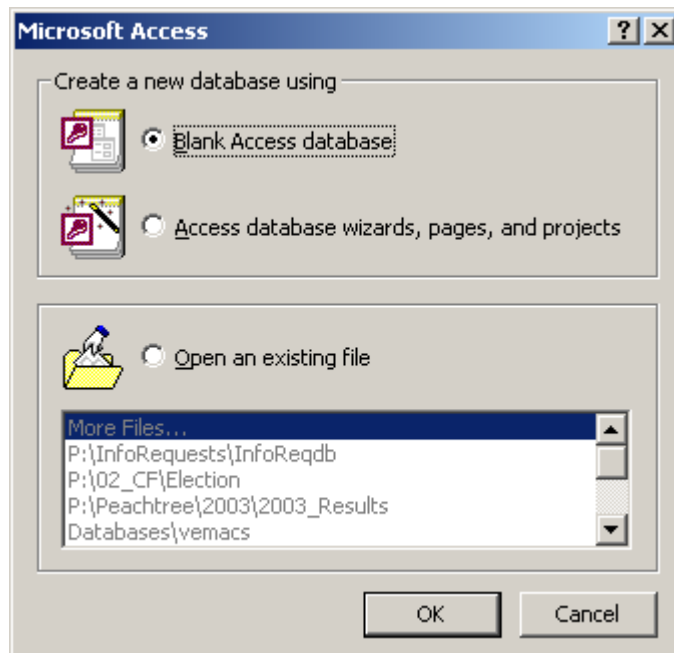 Microsoft Access
Create a new database using
Blank Access database
Access database wizards, pages, and projects
Open an existing file
More Files...
P:\InfoRequests\InfoReqdb
P:\02_CF\Election
P:\Peachtree\2003\2003_Results
Databases\vemacs
OK Cancel